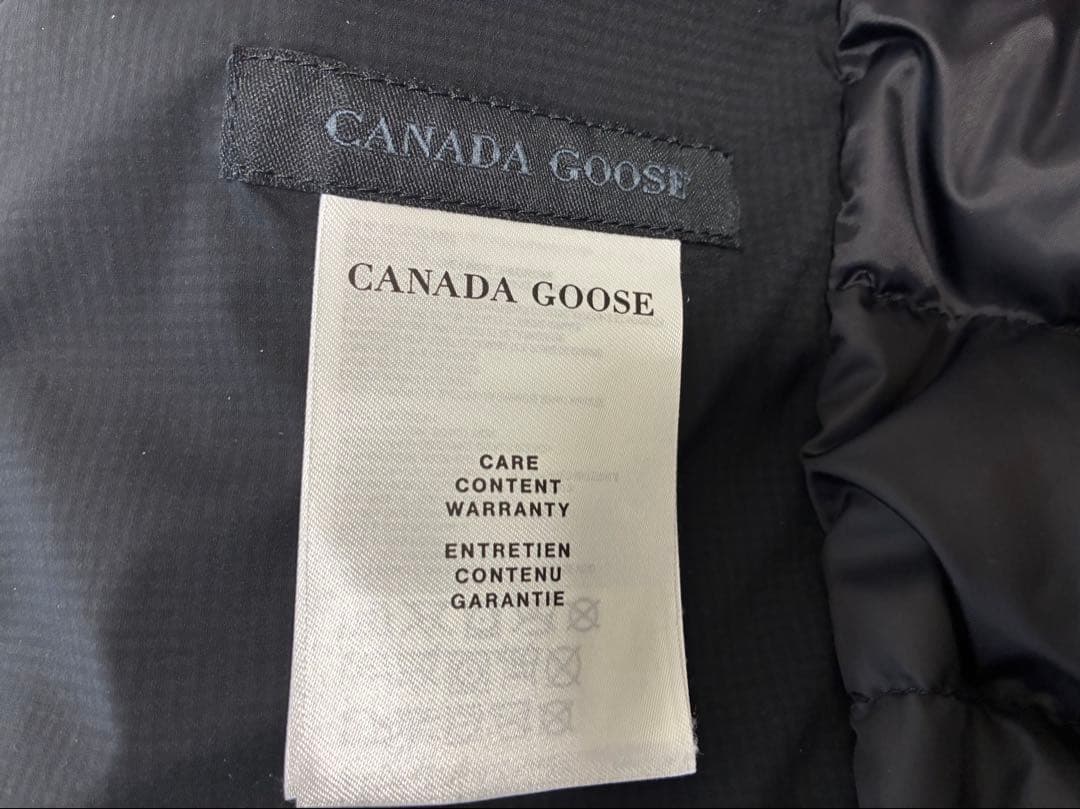 CANADA GOOSE
CANADA GOOSE
CARE
CONTENT
WARRANTY
ENTRETIEN
CONTENU
GARANTIE